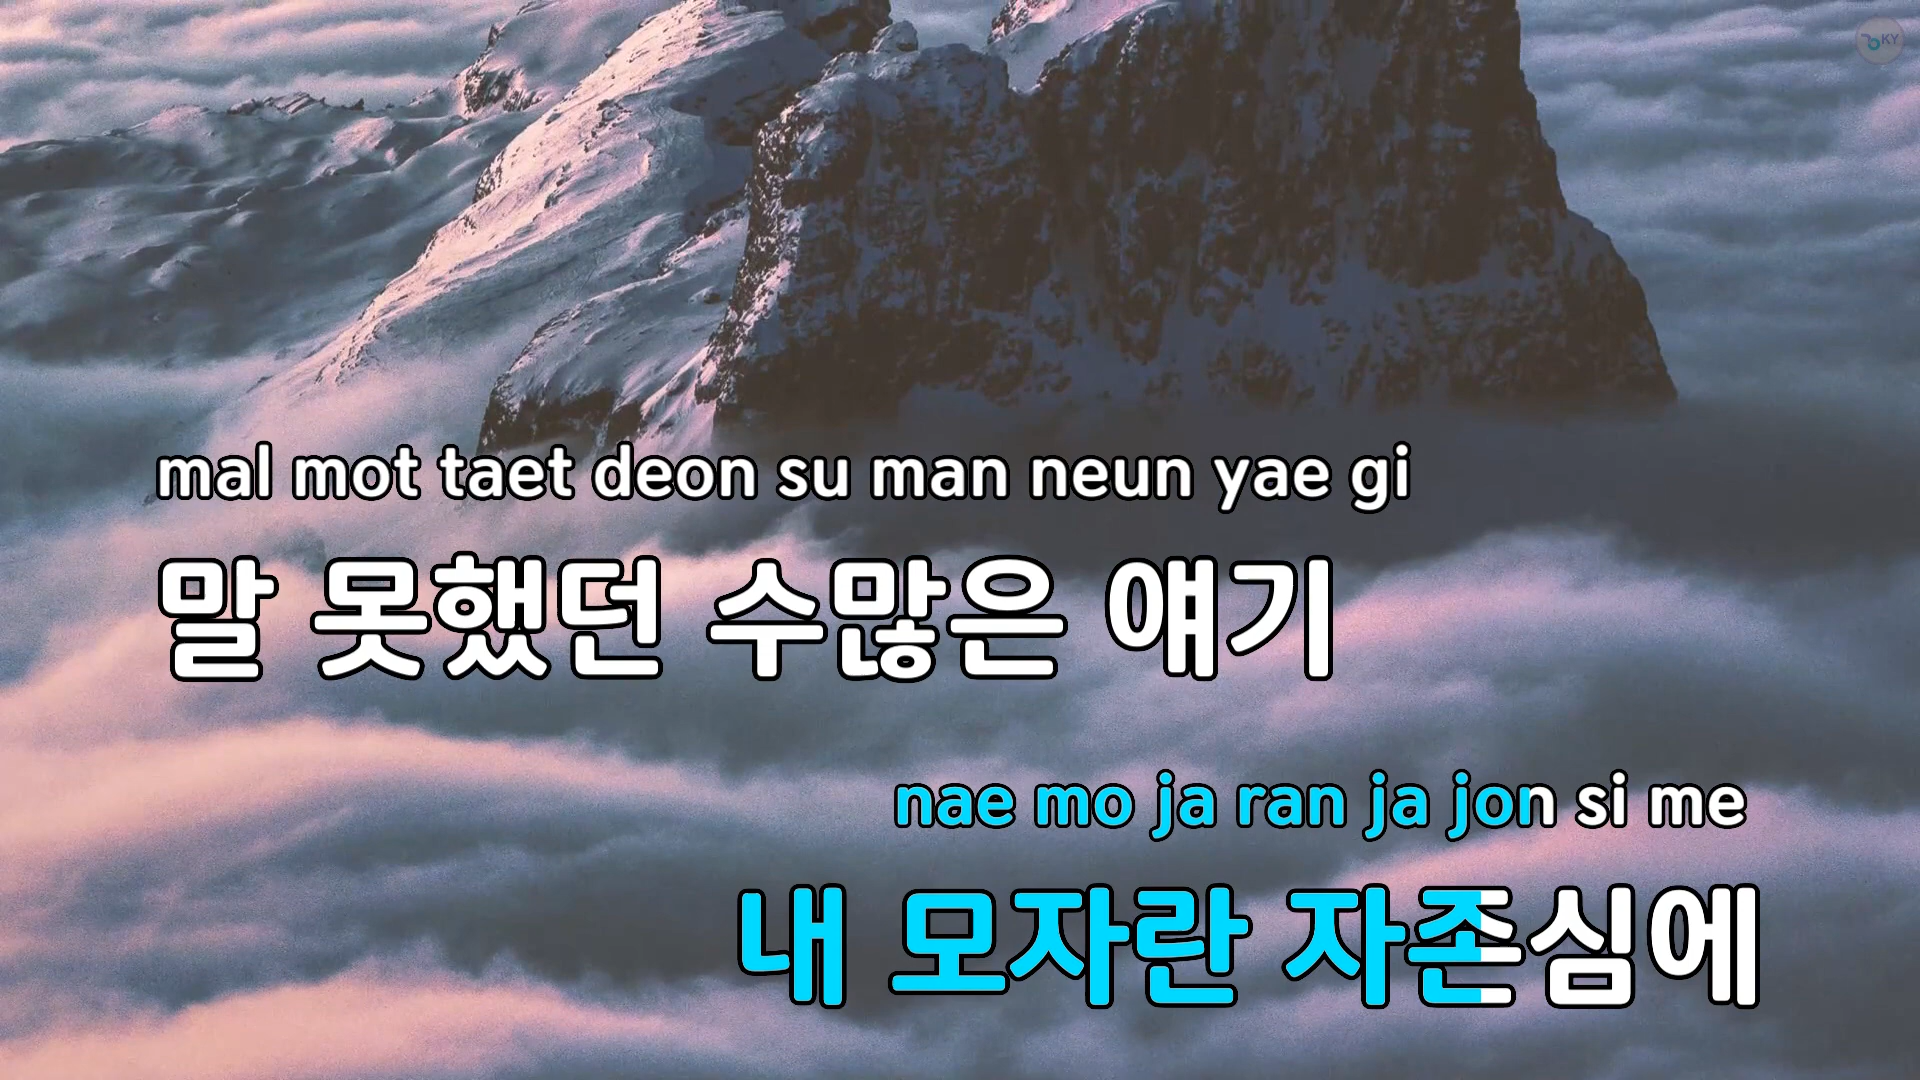 KY
mal mot taet deon su man neun yae gi
말 못했던 수많은 얘기
nae mo ja ran ja jon si me
내 모자란 자존심에